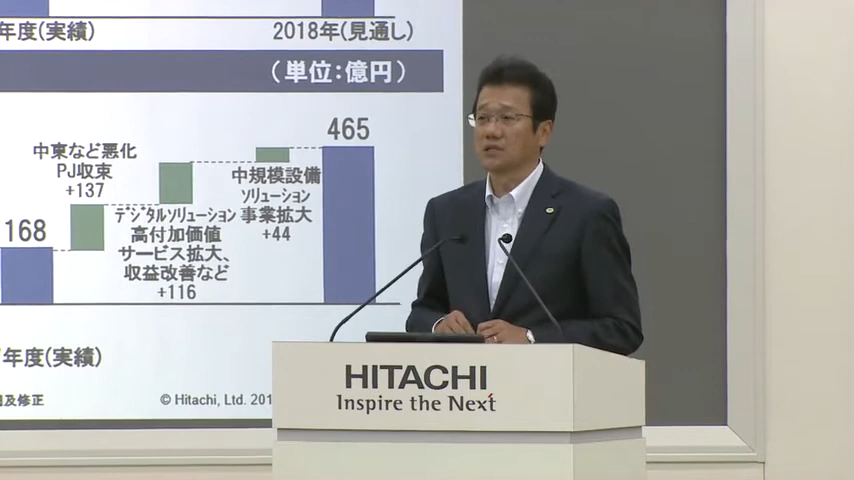 年度(実績)
2018年(見通し)
(単位:億円)
465
中東など悪化
PJ収束
+137
168
デジタルソリューション
高付加価値
サービス拡大、
収益改善など
+116
中規模設備
ソリューション
事業拡大
+44
年度(実績)
及修正
© Hitachi, Ltd. 201
HITACHI
Inspire the Next